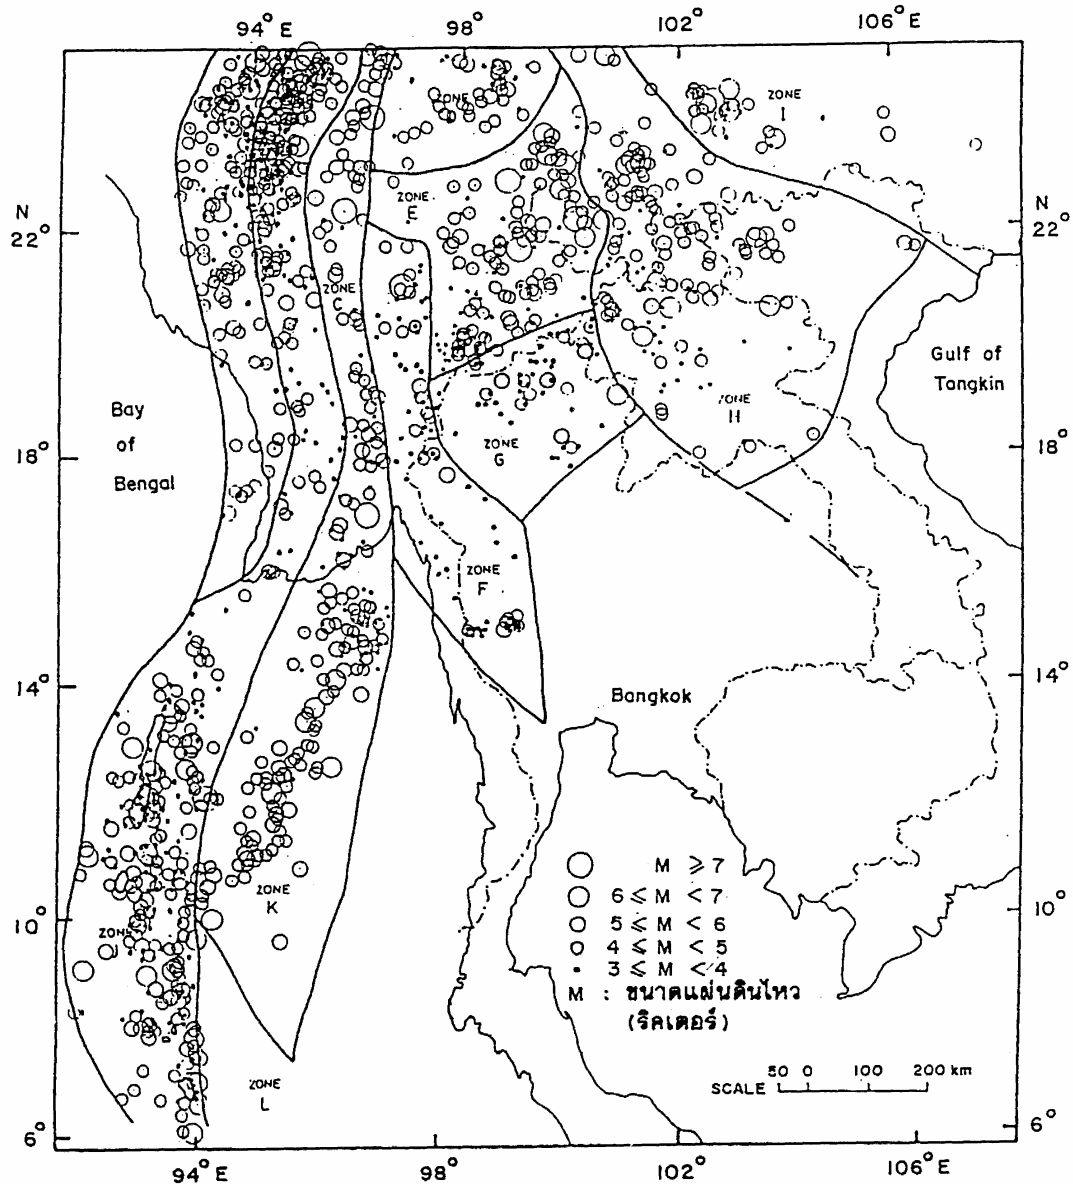 94° E 98° 102° 106° E
ZONE
ZONE I
ZONE E
N
22°
N
22°
ZONE C
Gulf of
Tangkin
Bay
of
Bengal
ZONE H
ZONE G
18°
18°
ZONE F
14°
14°
Bangkok
M ⩾ 7
6 ⩽ M < 7
5 ⩽ M < 6
4 ⩽ M < 5
3 ⩽ M < 4
M : ขนาดแผ่นดินไหว
(ริคเตอร์)
ZONE K
10°
10°
ZONE J
50 0 100 200 km
SCALE
ZONE L
6°
6°
94° E 98° 102° 106° E